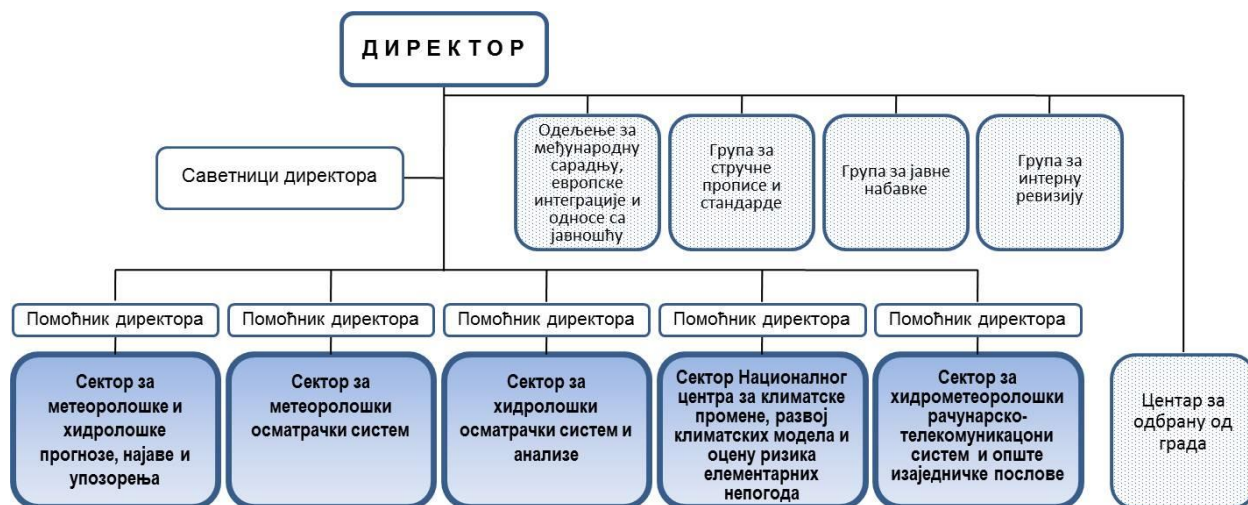 Д И Р Е К Т О Р
Одељење за
међународну
сарадњу,
европске
интеграције и
односе са
јавношћу
Група за
стручне
прописе и
стандарде
Група за јавне
набавке
Група за
интерну
ревизију
Саветници директора
Помоћник директора
Помоћник директора
Помоћник директора
Помоћник директора
Помоћник директора
Сектор за
метеоролошке и
хидролошке
прогнозе, најаве и
упозорења
Сектор за
метеоролошки
осматрачки систем
Сектор за
хидролошки
осматрачки систем и
анализе
Сектор Националног
центра за климатске
промене, развој
климатских модела и
оцену ризика
елементарних
непогода
Сектор за
хидрометеоролошки
рачунарско-
телекомуникацони
систем и опште
изаједничке послове
Центар за
одбрану од
града